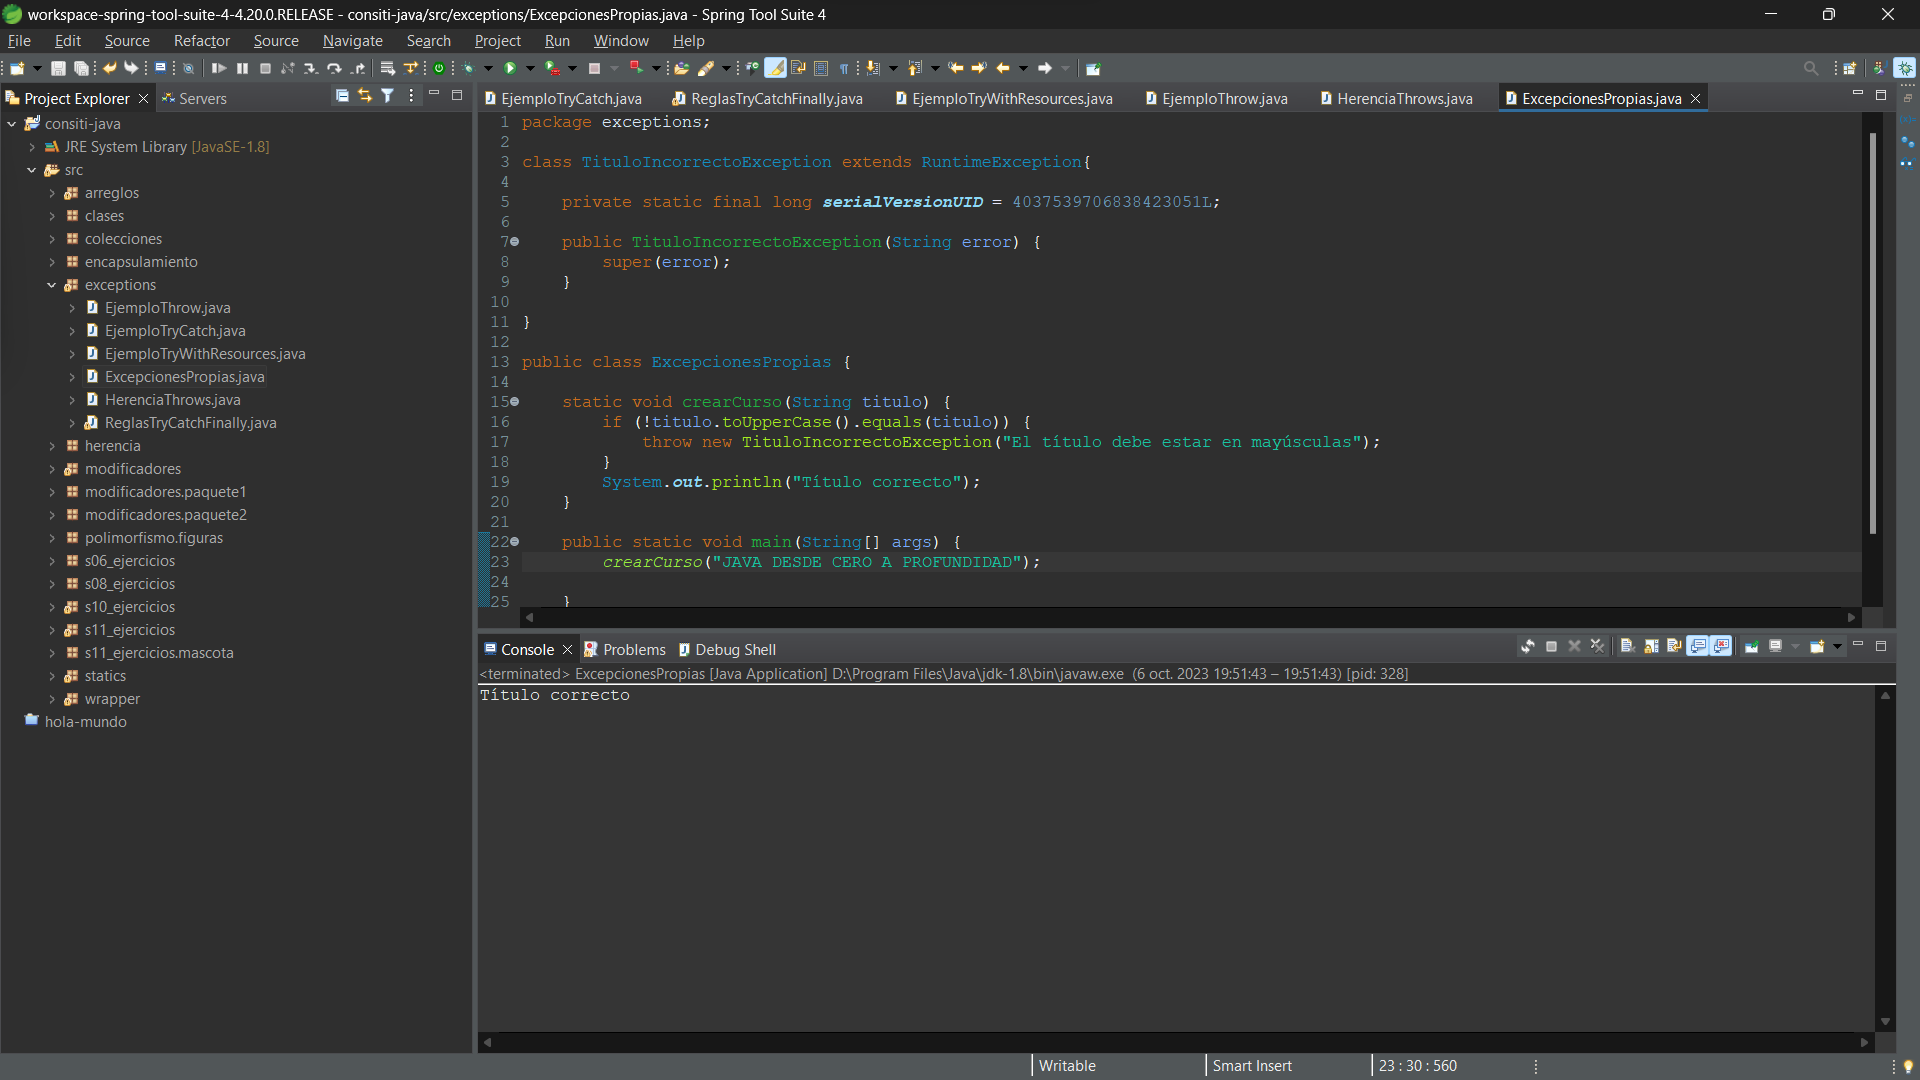 workspace-spring-tool-suite-4-4.20.0.RELEASE - consiti-java/src/exceptions/ExcepcionesPropias.java - Spring Tool Suite 4
File Edit Source Refactor Source Navigate Search Project Run Window Help
Project Explorer Servers
consiti-java
JRE System Library [JavaSE-1.8]
src
arreglos
clases
colecciones
encapsulamiento
exceptions
EjemploThrow.java
EjemploTryCatch.java
EjemploTryWithResources.java
ExcepcionesPropias.java
HerenciaThrows.java
ReglasTryCatchFinally.java
herencia
modificadores
modificadores.paquete1
modificadores.paquete2
polimorfismo.figuras
s06_ejercicios
s08_ejercicios
s10_ejercicios
s11_ejercicios
s11_ejercicios.mascota
statics
wrapper
hola-mundo
EjemploTryCatch.java ReglasTryCatchFinally.java EjemploTryWithResources.java EjemploThrow.java HerenciaThrows.java ExcepcionesPropias.java
1 package exceptions;
2
3 class TituloIncorrectoException extends RuntimeException{
4
5 private static final long serialVersionUID = 4037539706838423051L;
6
7 public TituloIncorrectoException(String error) {
8 super(error);
9 }
10
11 }
12
13 public class ExcepcionesPropias {
14
15 static void crearCurso(String titulo) {
16 if (!titulo.toUpperCase().equals(titulo)) {
17 throw new TituloIncorrectoException("El título debe estar en mayúsculas");
18 }
19 System.out.println("Título correcto");
20 }
21
22 public static void main(String[] args) {
23 crearCurso("JAVA DESDE CERO A PROFUNDIDAD");
24
25 }
Console Problems Debug Shell
<terminated> ExcepcionesPropias [Java Application] D:\Program Files\Java\jdk-1.8\bin\javaw.exe (6 oct. 2023 19:51:43 – 19:51:43) [pid: 328]
Título correcto
Writable Smart Insert 23 : 30 : 560